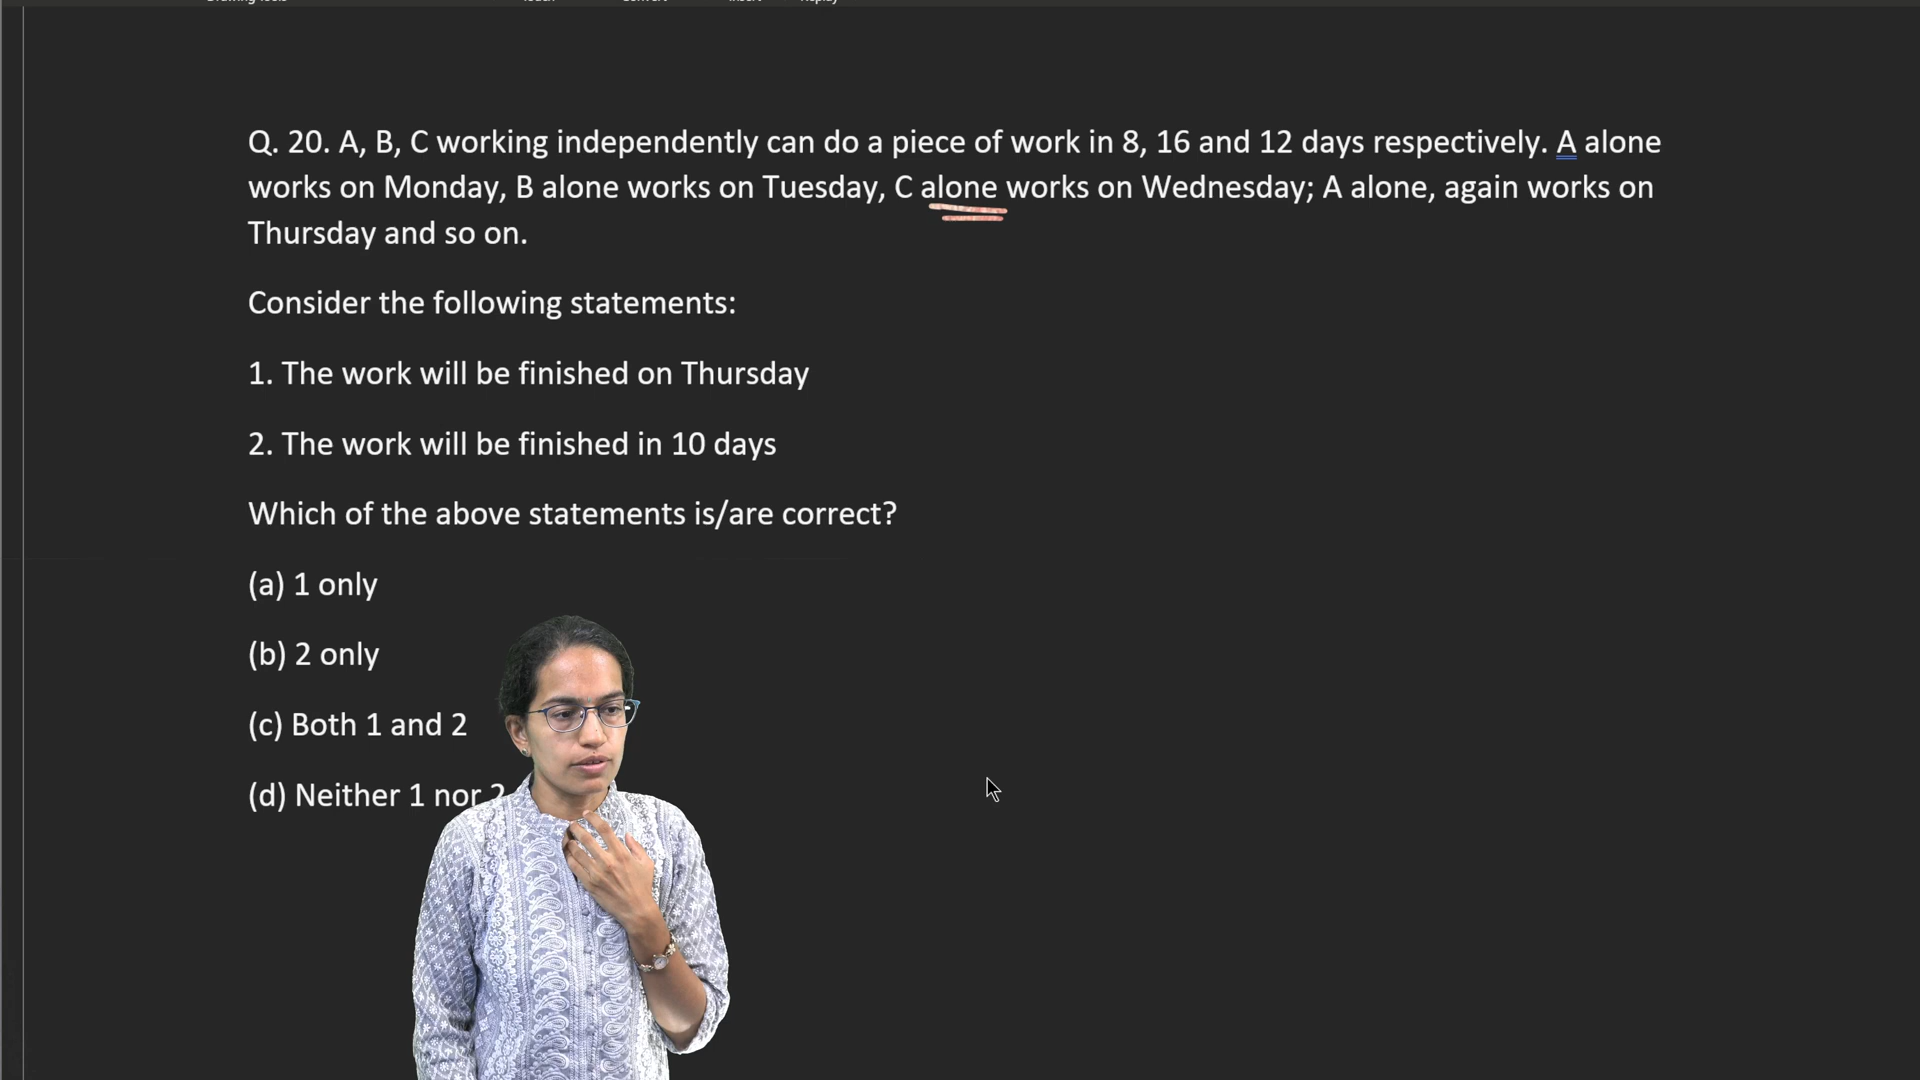 Q. 20. A, B, C working independently can do a piece of work in 8, 16 and 12 days respectively. A alone
works on Monday, B alone works on Tuesday, C alone works on Wednesday; A alone, again works on
Thursday and so on.
Consider the following statements:
1. The work will be finished on Thursday
2. The work will be finished in 10 days
Which of the above statements is/are correct?
(a) 1 only
(b) 2 only
(c) Both 1 and 2
(d) Neither 1 nor 2